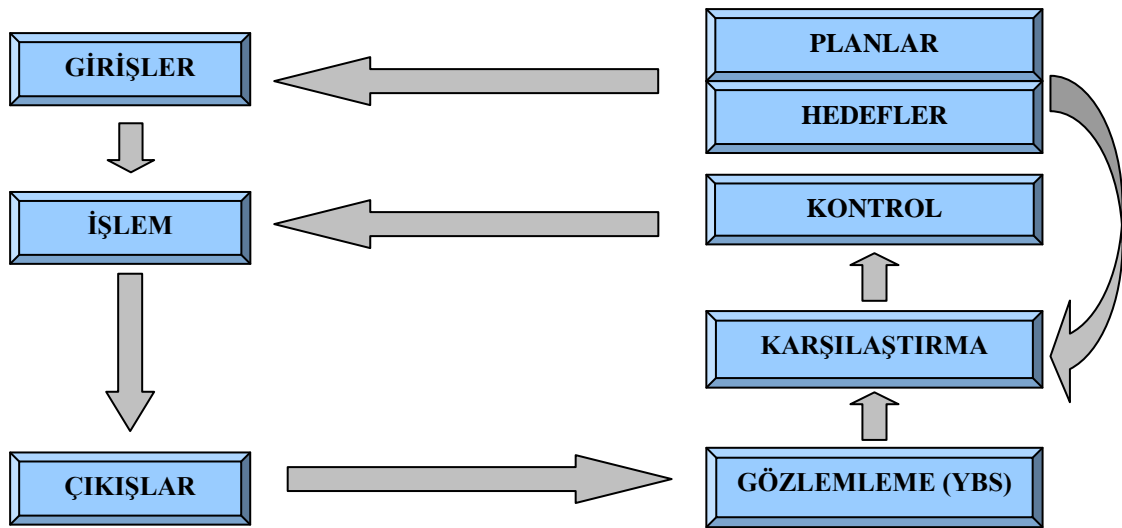 GİRİŞLER
PLANLAR
HEDEFLER
İŞLEM
KONTROL
KARŞILAŞTIRMA
ÇIKIŞLAR
GÖZLEMLEME (YBS)